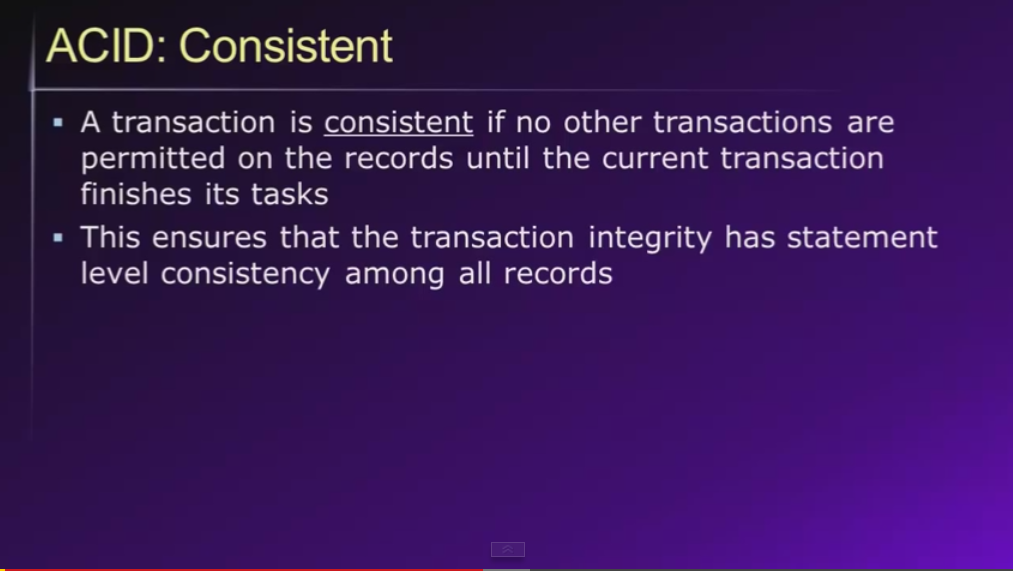 ACID: Consistent
▪ A transaction is consistent if no other transactions are
permitted on the records until the current transaction
finishes its tasks
▪ This ensures that the transaction integrity has statement
level consistency among all records